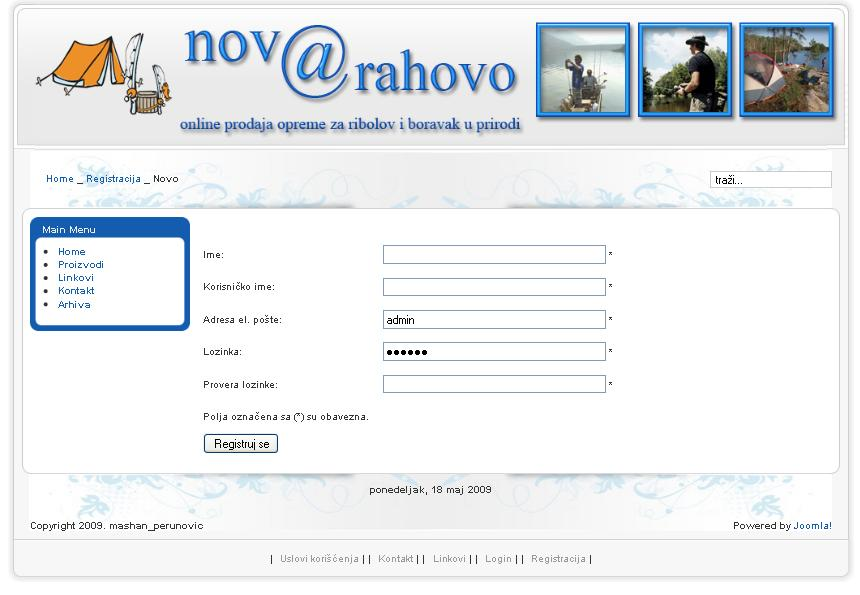 nov@rahovo
online prodaja opreme za ribolov i boravak u prirodi
Home _ Registracija _ Novo
traži...
Main Menu
Home
Proizvodi
Linkovi
Kontakt
Arhiva
Ime: *
Korisničko ime: *
Adresa el. pošte: admin *
Lozinka: ●●●●●● *
Provera lozinke: *
Polja označena sa (*) su obavezna.
Registruj se
ponedeljak, 18 maj 2009
Copyright 2009. mashan_perunovic
Powered by Joomla!
| Uslovi korišćenja | | Kontakt | | Linkovi | | Login | | Registracija |